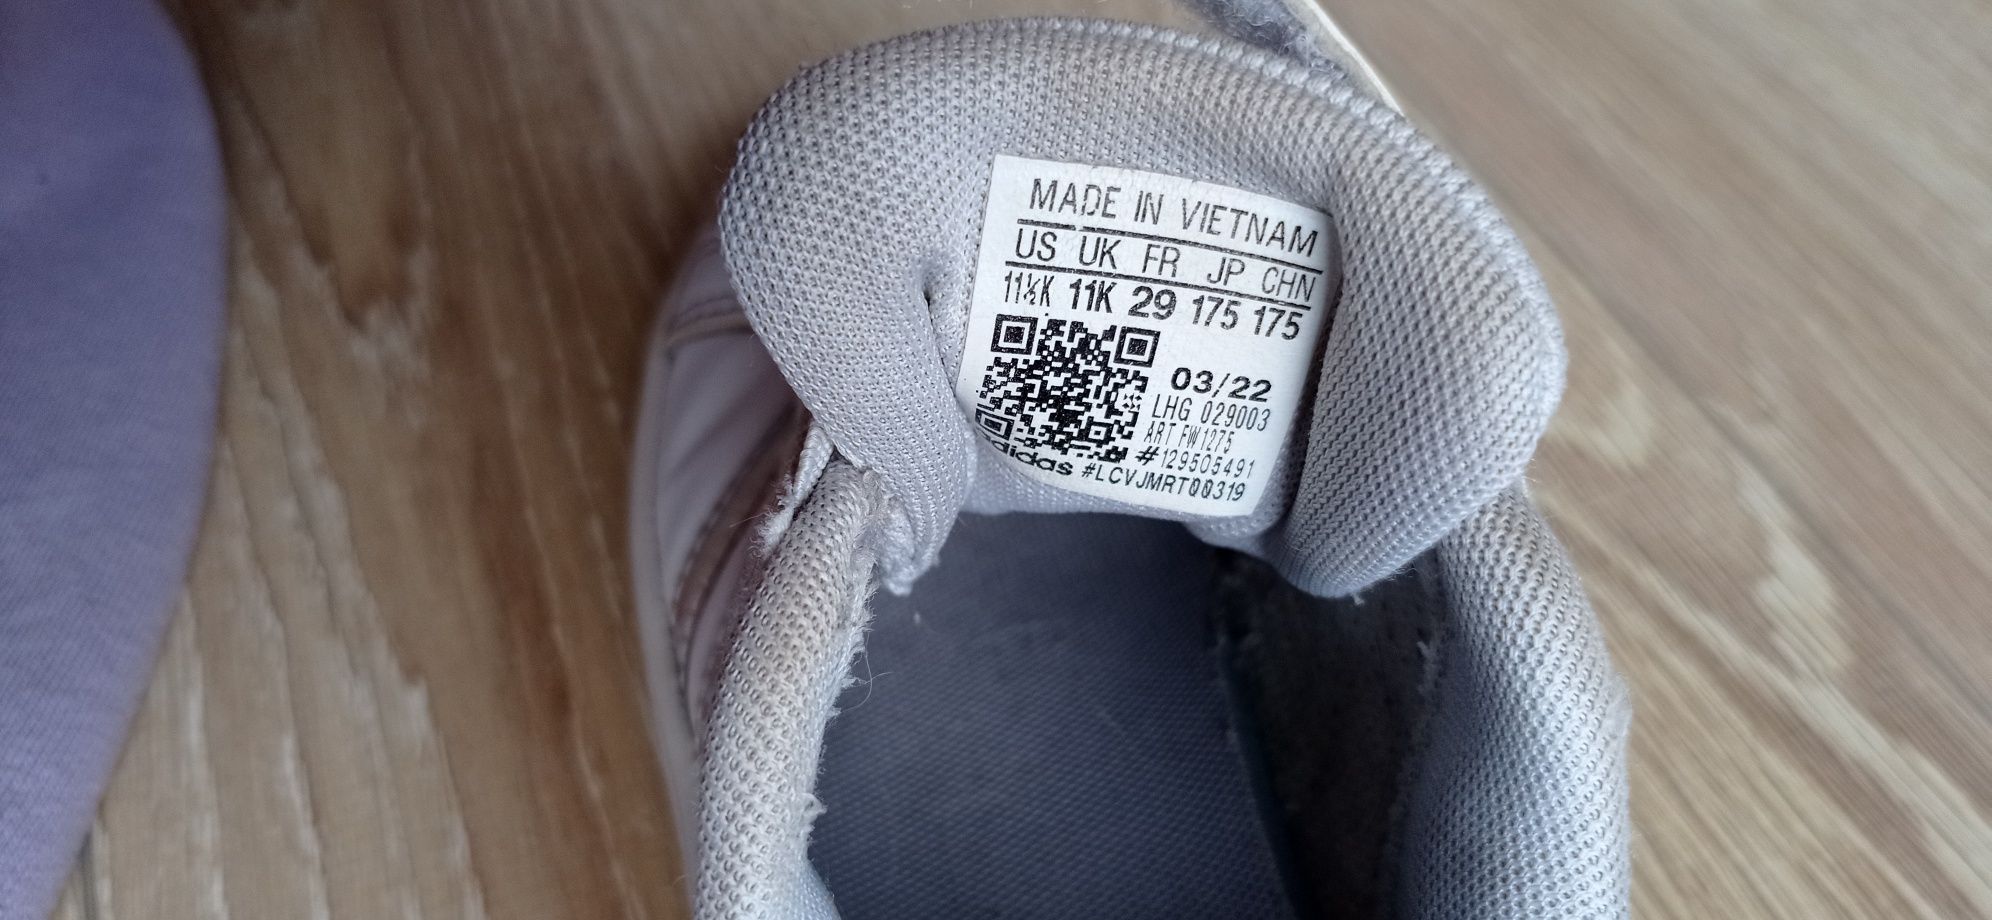 MADE IN VIETNAM
US UK FR JP CHN
11½K 11K 29 175 175
03/22
LHG 029003
ART FW1275
#129505491
adidas #LCVJMRT00319